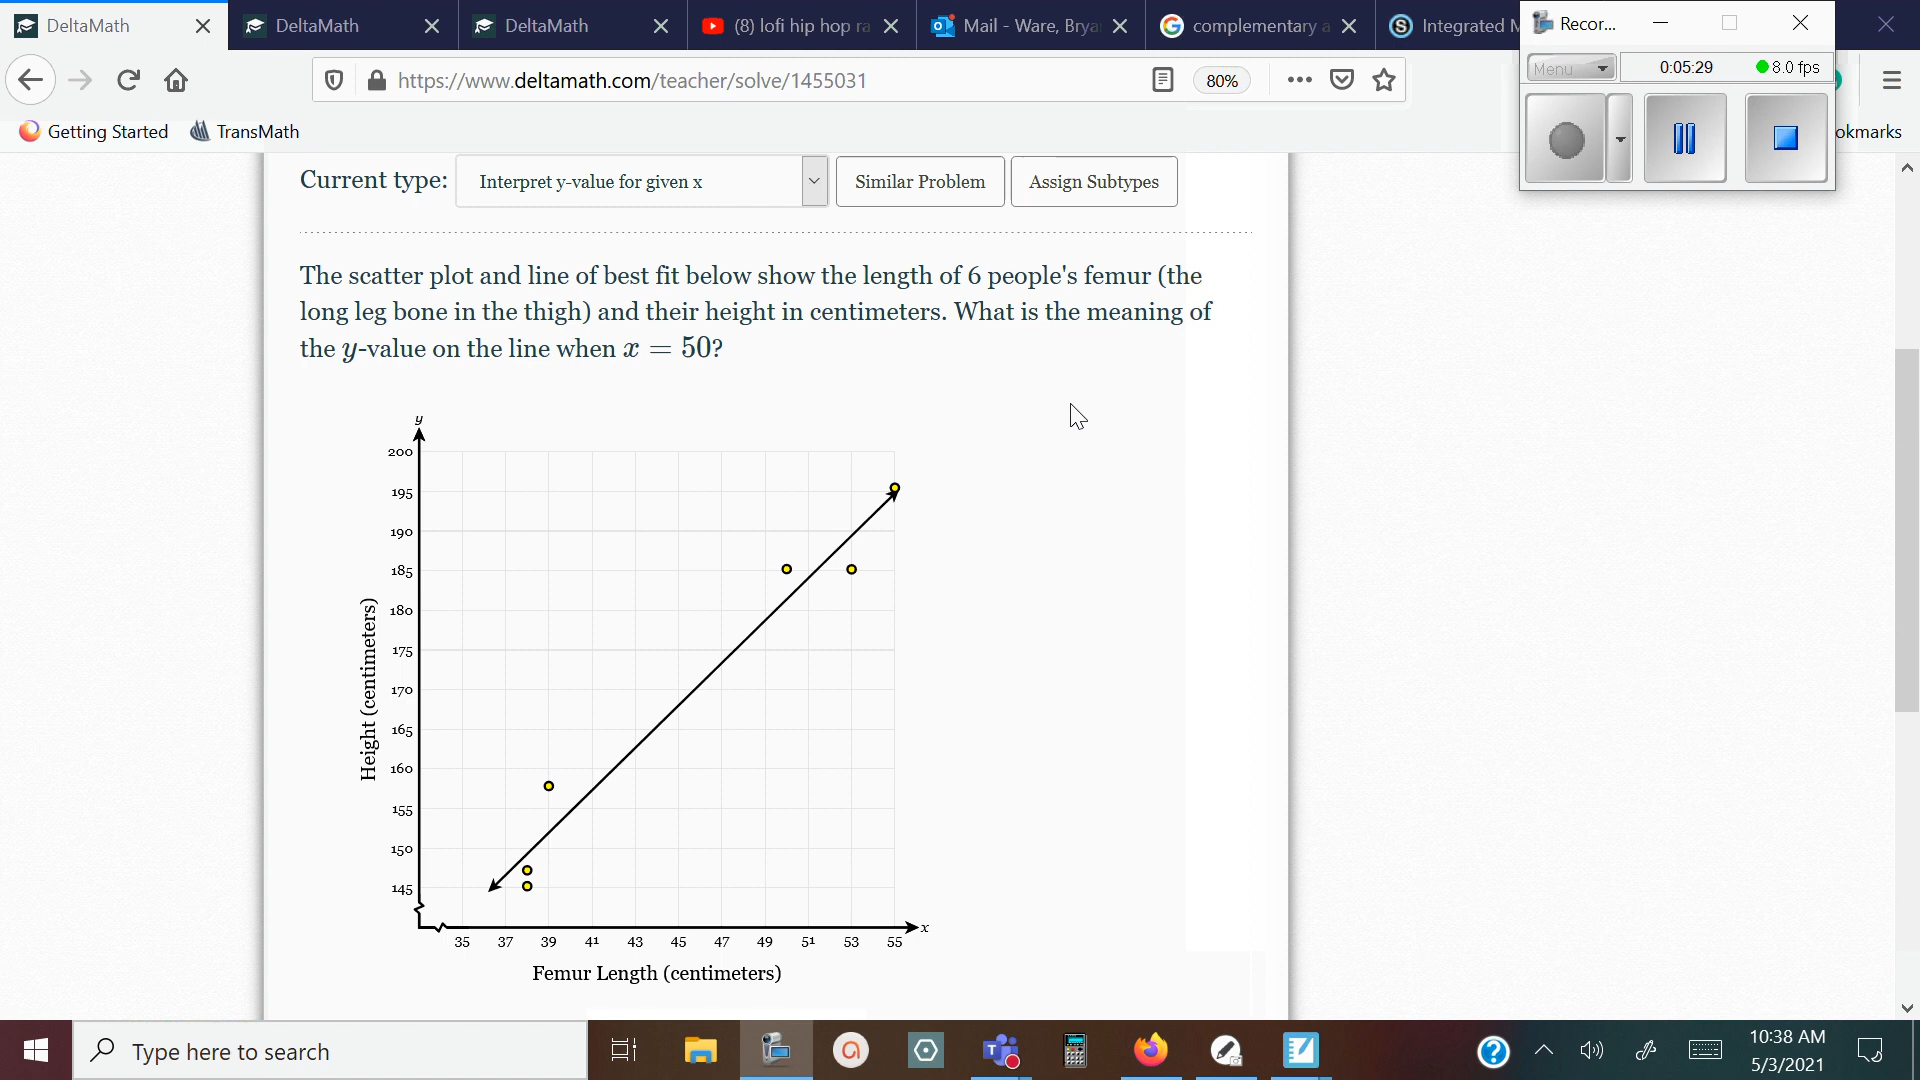 DeltaMath
DeltaMath
DeltaMath
(8) lofi hip hop ra
Mail - Ware, Brya
complementary a
Integrated M
Recor...
Menu
0:05:29
8.0 fps
https://www.deltamath.com/teacher/solve/1455031
80%
Getting Started
TransMath
okmarks
Current type:
Interpret y-value for given x
Similar Problem
Assign Subtypes
The scatter plot and line of best fit below show the length of 6 people's femur (the
long leg bone in the thigh) and their height in centimeters. What is the meaning of
the y-value on the line when x = 50?
y
200
195
190
185
180
175
170
165
160
155
150
145
Height (centimeters)
x
35 37 39 41 43 45 47 49 51 53 55
Femur Length (centimeters)
Type here to search
10:38 AM
5/3/2021